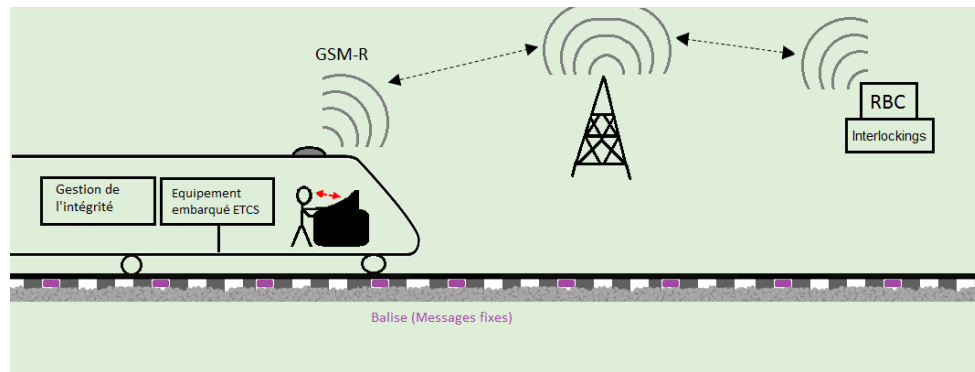 GSM-R
RBC
Interlockings
Gestion de
l'intégrité
Equipement
embarqué ETCS
Balise (Messages fixes)